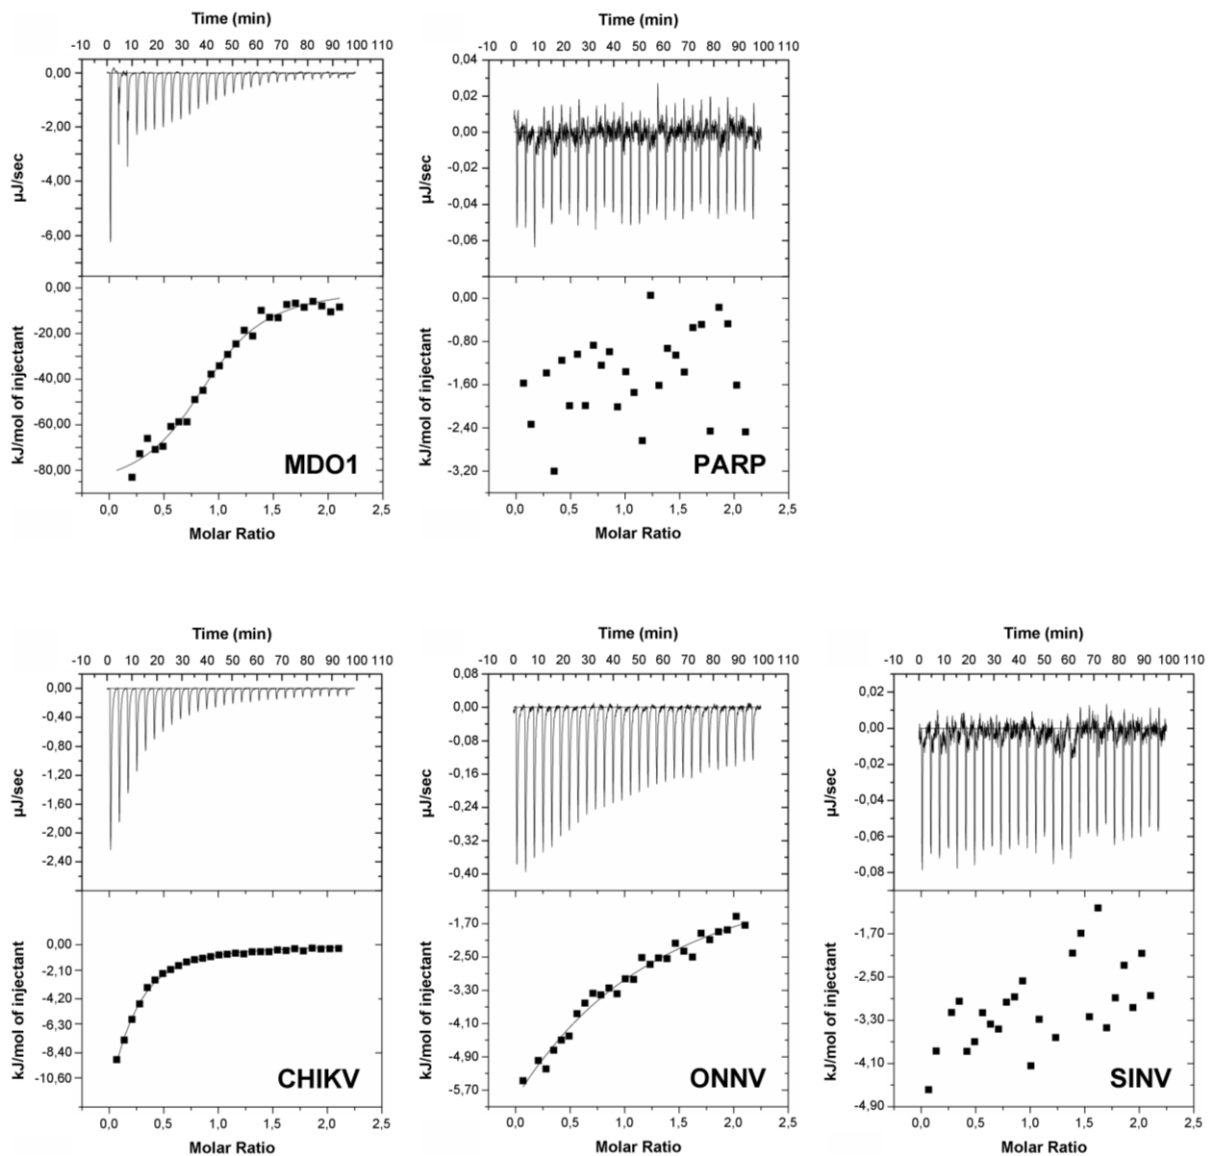 Time (min)
-10 0 10 20 30 40 50 60 70 80 90 100 110
0,00
-2,00
-4,00
-6,00
µJ/sec
0,00
-20,00
-40,00
-60,00
-80,00
kJ/mol of injectant
MDO1
0,0 0,5 1,0 1,5 2,0 2,5
Molar Ratio
Time (min)
-10 0 10 20 30 40 50 60 70 80 90 100 110
0,04
0,02
0,00
-0,02
-0,04
-0,06
µJ/sec
0,00
-0,80
-1,60
-2,40
-3,20
kJ/mol of injectant
PARP
0,0 0,5 1,0 1,5 2,0 2,5
Molar Ratio
Time (min)
-10 0 10 20 30 40 50 60 70 80 90 100 110
0,00
-0,40
-0,80
-1,20
-1,60
-2,00
-2,40
µJ/sec
0,00
-2,10
-4,20
-6,30
-8,40
-10,60
kJ/mol of injectant
CHIKV
0,0 0,5 1,0 1,5 2,0 2,5
Molar Ratio
Time (min)
-10 0 10 20 30 40 50 60 70 80 90 100 110
0,08
0,00
-0,08
-0,16
-0,24
-0,32
-0,40
µJ/sec
-1,70
-2,50
-3,30
-4,10
-4,90
-5,70
kJ/mol of injectant
ONNV
0,0 0,5 1,0 1,5 2,0 2,5
Molar Ratio
Time (min)
-10 0 10 20 30 40 50 60 70 80 90 100 110
0,02
0,00
-0,02
-0,04
-0,06
-0,08
µJ/sec
-1,70
-2,50
-3,30
-4,10
-4,90
kJ/mol of injectant
SINV
0,0 0,5 1,0 1,5 2,0 2,5
Molar Ratio